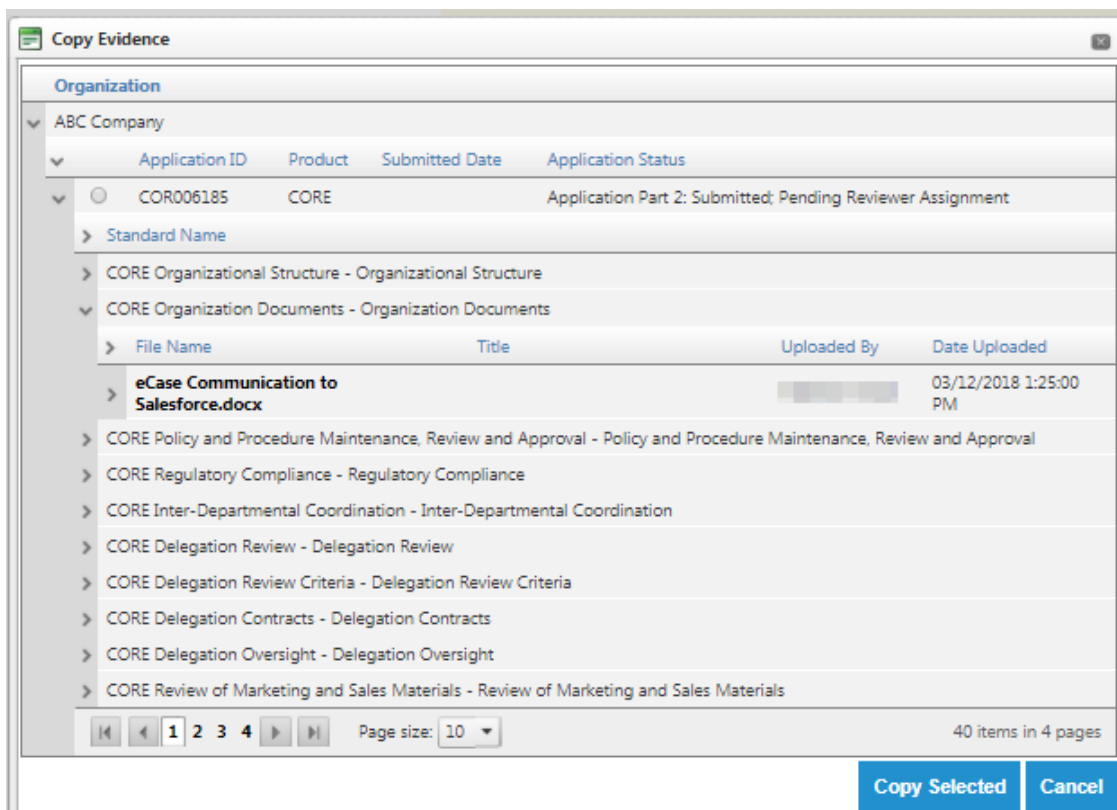 Copy Evidence
Organization
ABC Company
Application ID Product Submitted Date Application Status
COR006185 CORE Application Part 2: Submitted; Pending Reviewer Assignment
Standard Name
CORE Organizational Structure - Organizational Structure
CORE Organization Documents - Organization Documents
File Name Title Uploaded By Date Uploaded
eCase Communication to
Salesforce.docx
03/12/2018 1:25:00
PM
CORE Policy and Procedure Maintenance, Review and Approval - Policy and Procedure Maintenance, Review and Approval
CORE Regulatory Compliance - Regulatory Compliance
CORE Inter-Departmental Coordination - Inter-Departmental Coordination
CORE Delegation Review - Delegation Review
CORE Delegation Review Criteria - Delegation Review Criteria
CORE Delegation Contracts - Delegation Contracts
CORE Delegation Oversight - Delegation Oversight
CORE Review of Marketing and Sales Materials - Review of Marketing and Sales Materials
1 2 3 4 Page size: 10 40 items in 4 pages
Copy Selected Cancel